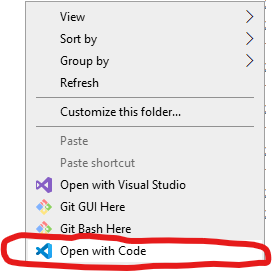 View
Sort by
Group by
Refresh
Customize this folder...
Paste
Paste shortcut
Open with Visual Studio
Git GUI Here
Git Bash Here
Open with Code